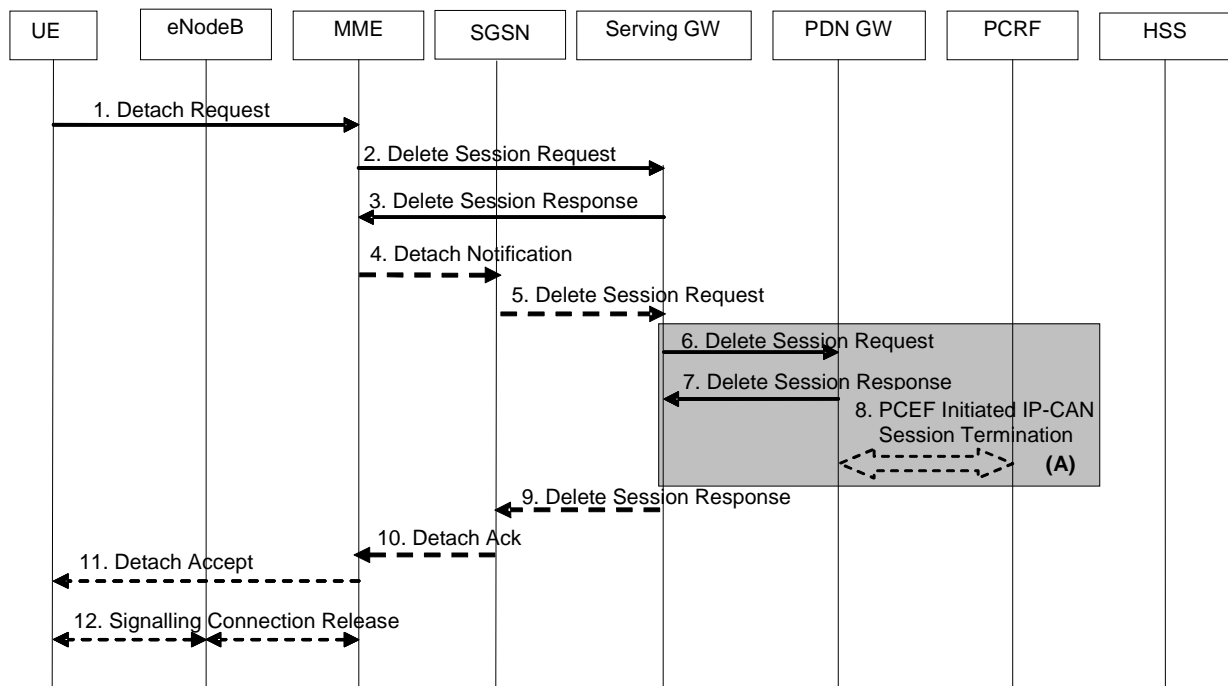 UE
eNodeB
MME
SGSN
Serving GW
PDN GW
PCRF
HSS
1. Detach Request
2. Delete Session Request
3. Delete Session Response
4. Detach Notification
5. Delete Session Request
6. Delete Session Request
7. Delete Session Response
8. PCEF Initiated IP-CAN
Session Termination
(A)
9. Delete Session Response
10. Detach Ack
11. Detach Accept
12. Signalling Connection Release